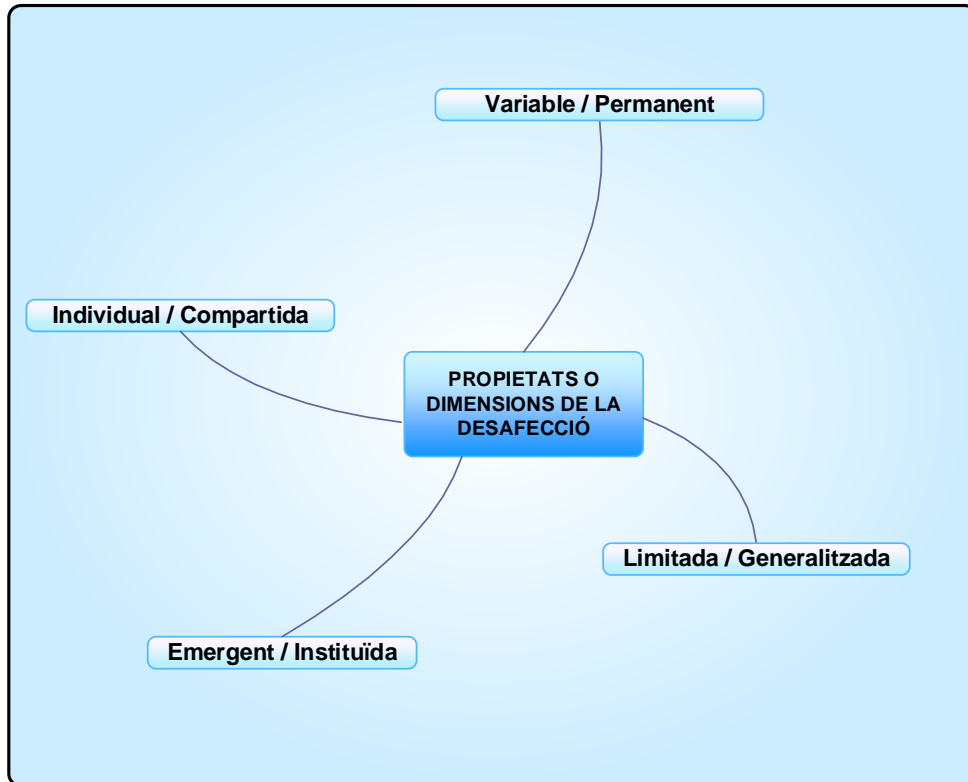 Variable / Permanent
Individual / Compartida
PROPIETATS O
DIMENSIONS DE LA
DESAFECCIÓ
Limitada / Generalitzada
Emergent / Instituïda